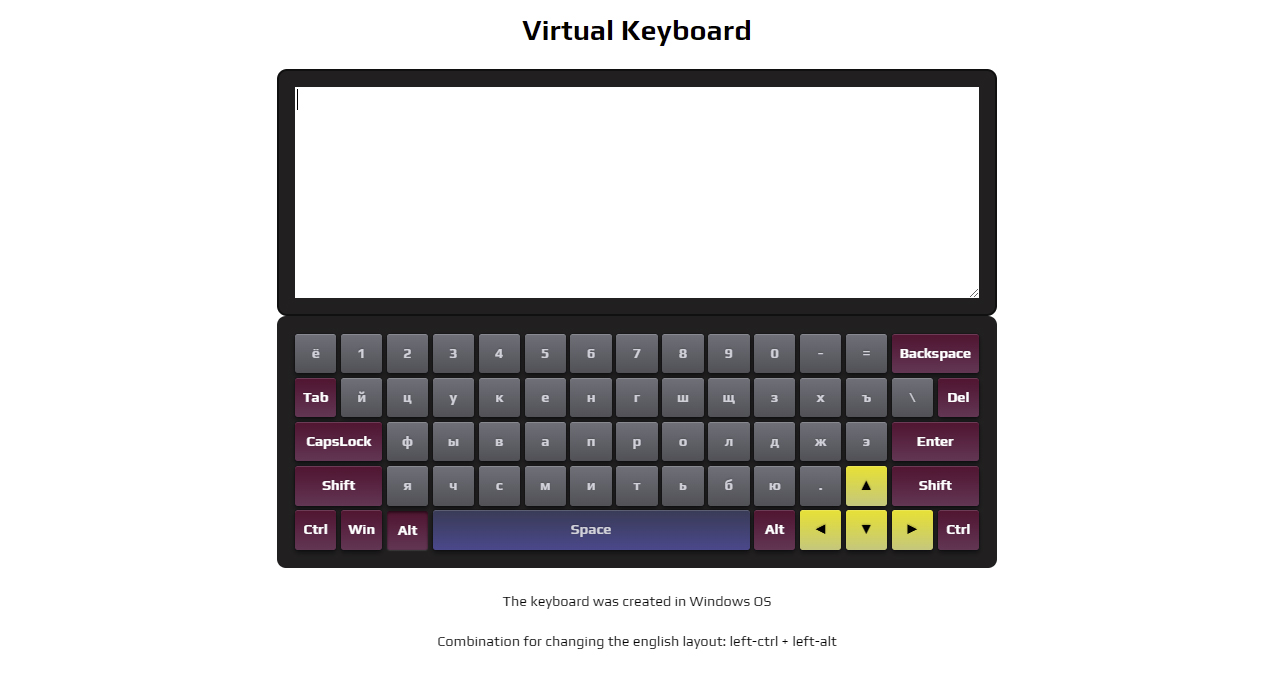 Virtual Keyboard
ё 1 2 3 4 5 6 7 8 9 0 - = Backspace
Tab й ц у к е н г ш щ з х ъ \ Del
CapsLock ф ы в а п р о л д ж э Enter
Shift я ч с м и т ь б ю . ▲ Shift
Ctrl Win Alt Space Alt ◄ ▼ ► Ctrl
The keyboard was created in Windows OS
Combination for changing the english layout: left-ctrl + left-alt